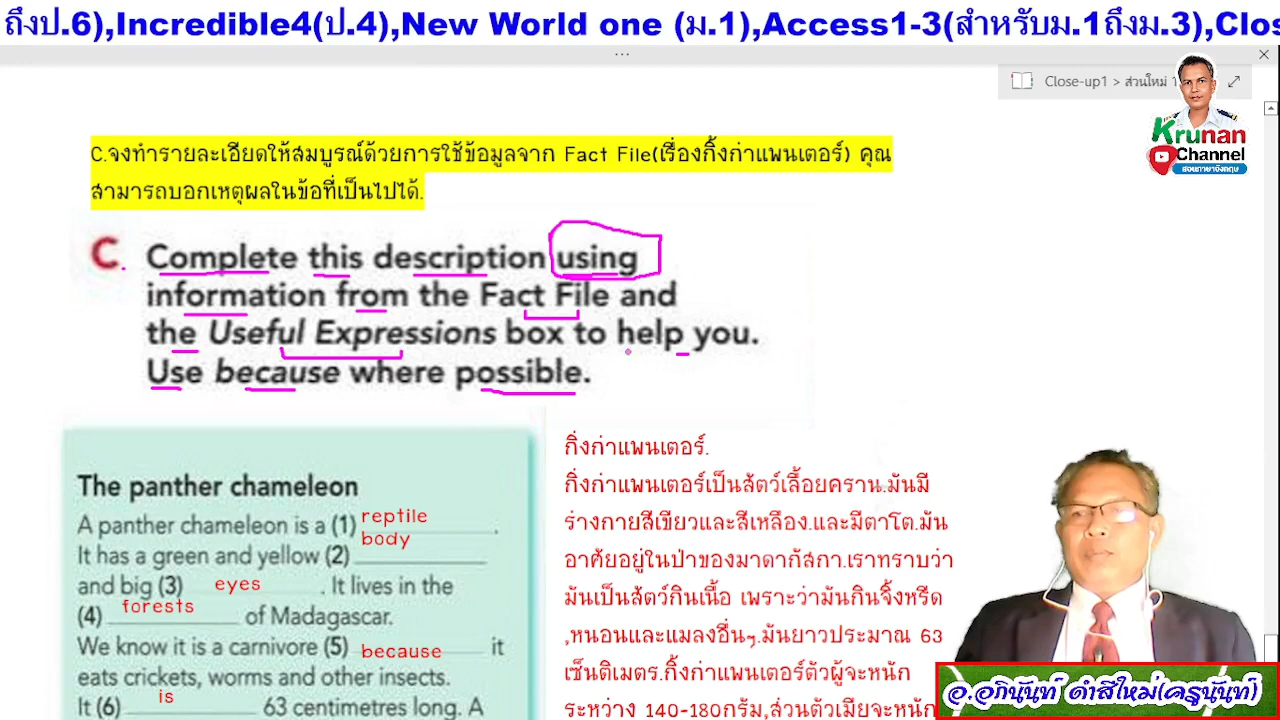 ถึงป.6),Incredible4(ป.4),New World one (ม.1),Access1-3(สำหรับม.1ถึงม.3),Clos
Close-up1 > ส่วนใหม่ 1
Krunan
Channel
สอนภาษาอังกฤษ
C.จงทำรายละเอียดให้สมบูรณ์ด้วยการใช้ข้อมูลจาก Fact File(เรื่องกิ้งก่าแพนเตอร์) คุณ
สามารถบอกเหตุผลในข้อที่เป็นไปได้.
C. Complete this description using
information from the Fact File and
the Useful Expressions box to help you.
Use because where possible.
The panther chameleon
A panther chameleon is a (1) reptile .
It has a green and yellow (2) body
and big (3) eyes . It lives in the
(4) forests of Madagascar.
We know it is a carnivore (5) because it
eats crickets, worms and other insects.
It (6) is 63 centimetres long. A
กิ่งก่าแพนเตอร์.
กิ่งก่าแพนเตอร์เป็นสัตว์เลื้อยคราน.มันมี
ร่างกายสีเขียวและสีเหลือง.และมีตาโต.มัน
อาศัยอยู่ในป่าของมาดากัสกา.เราทราบว่า
มันเป็นสัตว์กินเนื้อ เพราะว่ามันกินจิ้งหรีด
,หนอนและแมลงอื่นๆ.มันยาวประมาณ 63
เซ็นติเมตร.กิ้งก่าแพนเตอร์ตัวผู้จะหนัก
ระหว่าง 140-180กรัม,ส่วนตัวเมียจะหนัก
อ.อภินันท์ ดำสีใหม่(ครูนันท์)